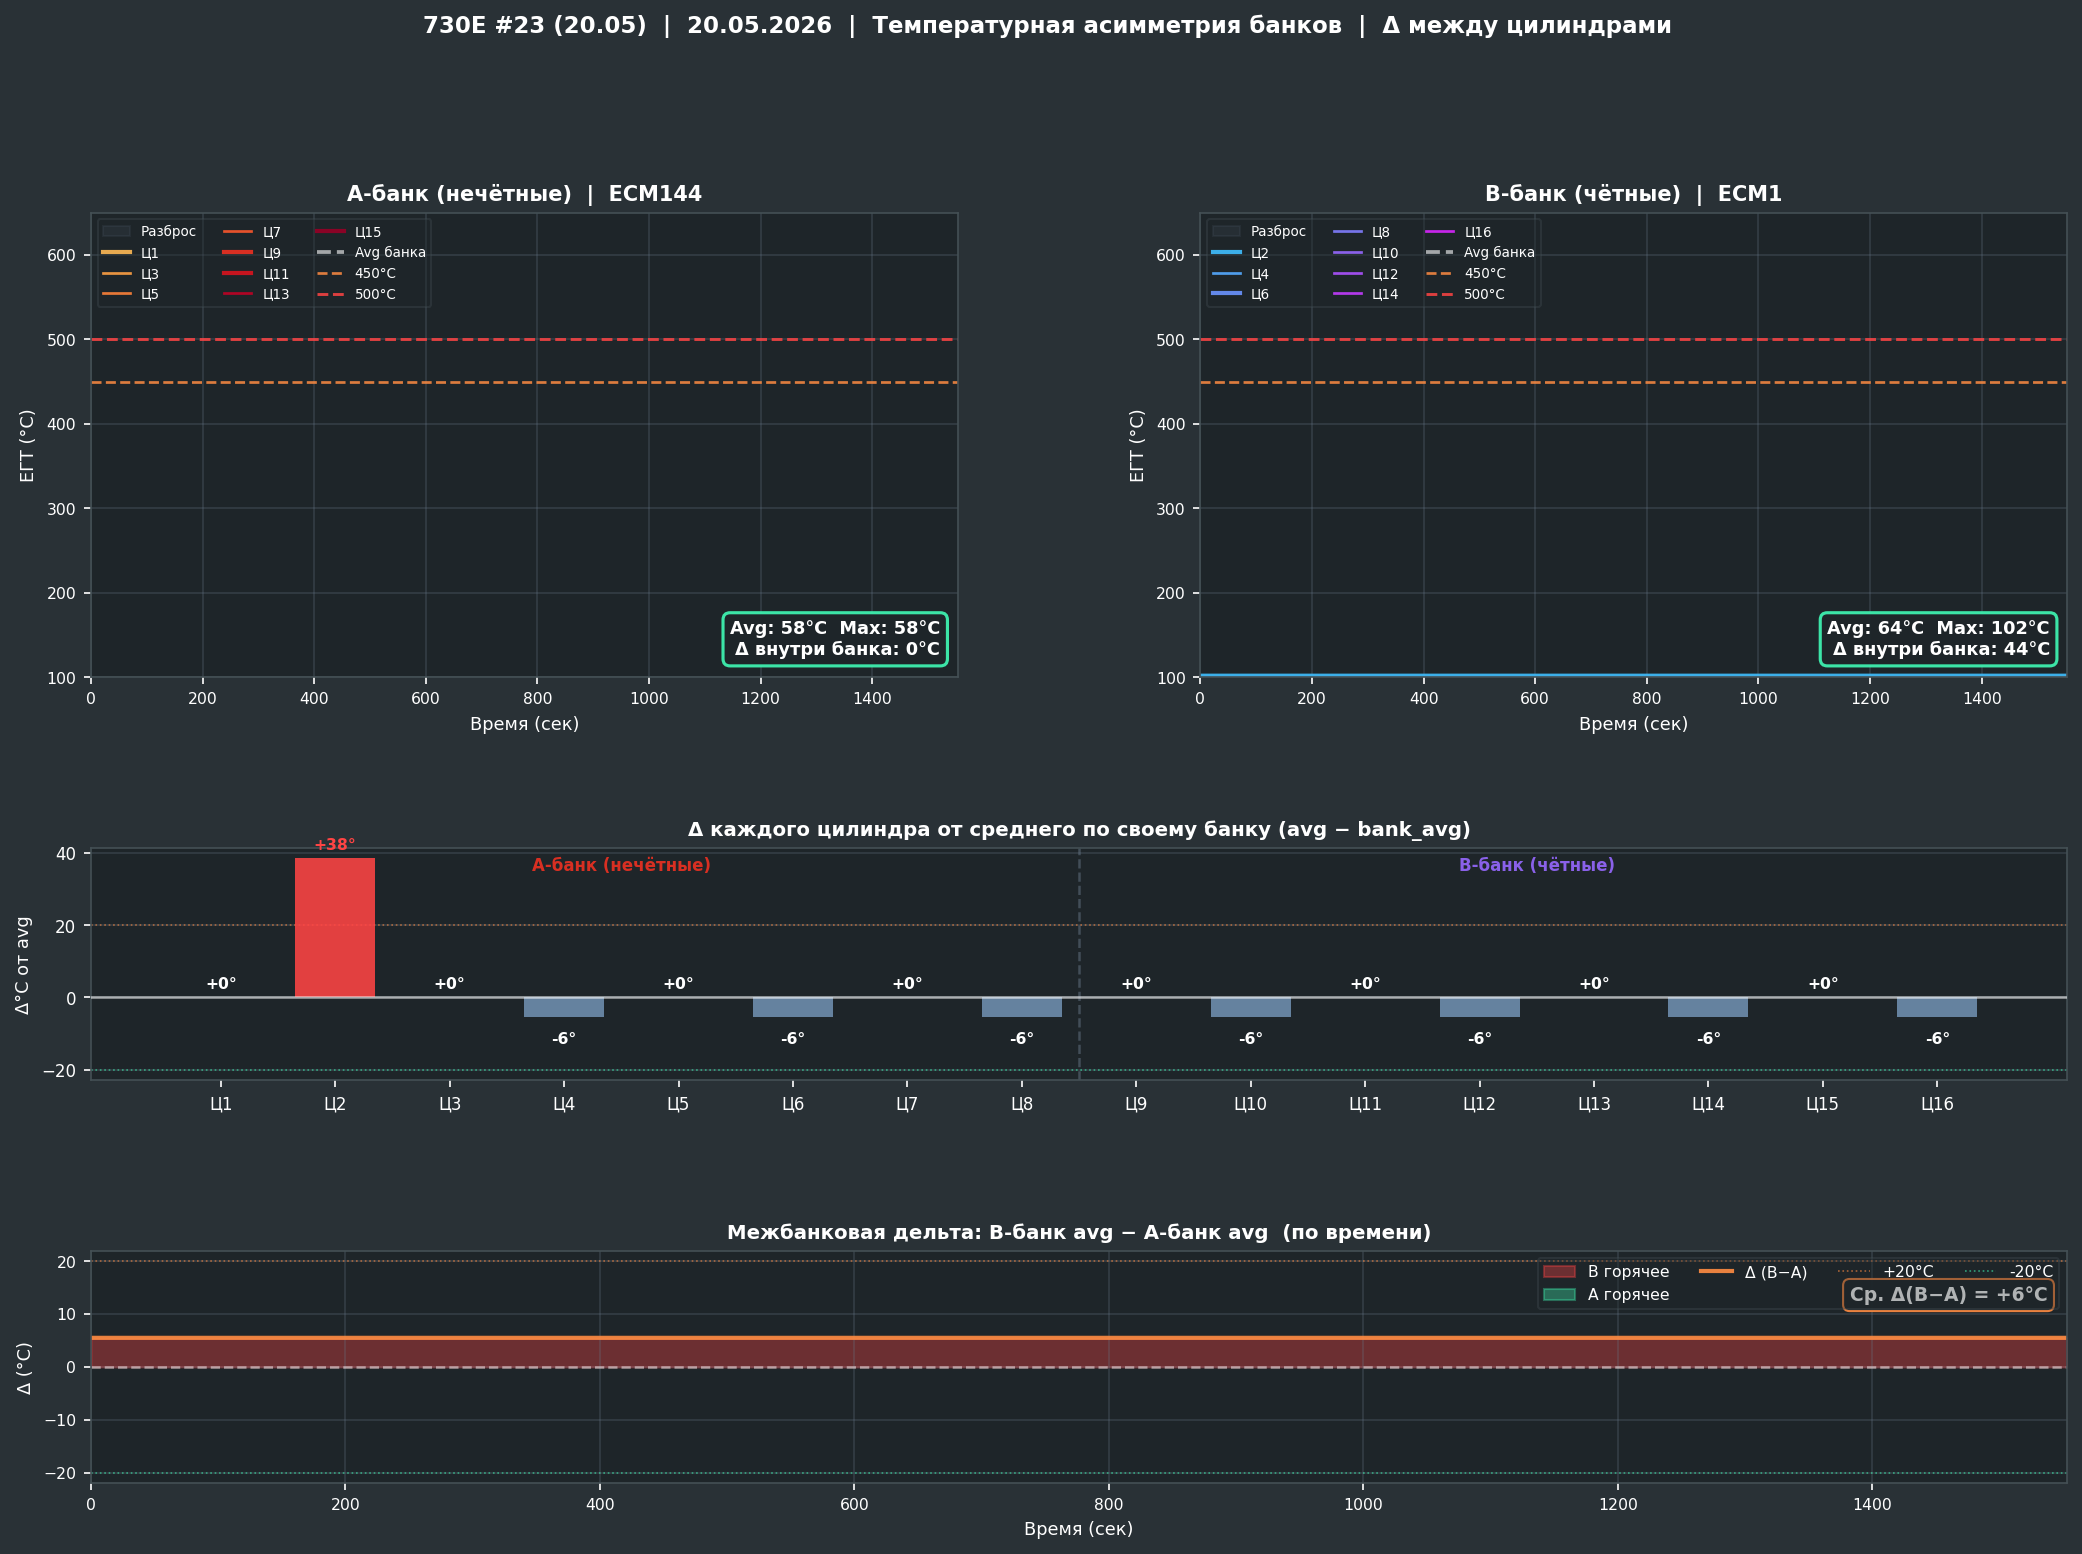 730E #23 (20.05)  |  20.05.2026  |  Температурная асимметрия банков  |  Δ между цилиндрами
А-банк (нечётные)  |  ECM144
Разброс
Ц1
Ц3
Ц5
Ц7
Ц9
Ц11
Ц13
Ц15
Avg банка
450°C
500°C
ЕГТ (°C)
600
500
400
300
200
100
Avg: 58°C  Max: 58°C
Δ внутри банка: 0°C
0 200 400 600 800 1000 1200 1400
Время (сек)
В-банк (чётные)  |  ECM1
Разброс
Ц2
Ц4
Ц6
Ц8
Ц10
Ц12
Ц14
Ц16
Avg банка
450°C
500°C
ЕГТ (°C)
600
500
400
300
200
100
Avg: 64°C  Max: 102°C
Δ внутри банка: 44°C
0 200 400 600 800 1000 1200 1400
Время (сек)
Δ каждого цилиндра от среднего по своему банку (avg − bank_avg)
Δ°C от avg
40
20
0
−20
А-банк (нечётные)
В-банк (чётные)
+0° +38° +0° -6° +0° -6° +0° -6° +0° -6° +0° -6° +0° -6° +0° -6°
Ц1 Ц2 Ц3 Ц4 Ц5 Ц6 Ц7 Ц8 Ц9 Ц10 Ц11 Ц12 Ц13 Ц14 Ц15 Ц16
Межбанковая дельта: В-банк avg − А-банк avg  (по времени)
Δ (°C)
20
10
0
−10
−20
В горячее
А горячее
Δ (В−А)
+20°C
-20°C
Ср. Δ(В−А) = +6°C
0 200 400 600 800 1000 1200 1400
Время (сек)